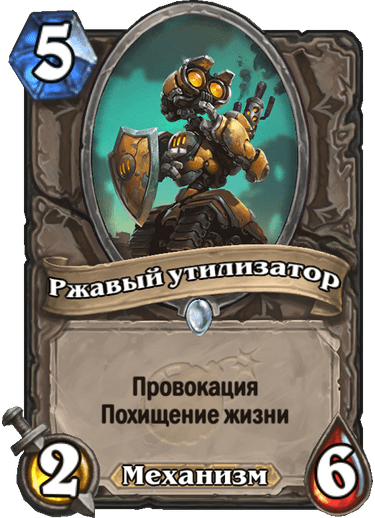 5
Ржавый утилизатор
Провокация
Похищение жизни
2
Механизм
6